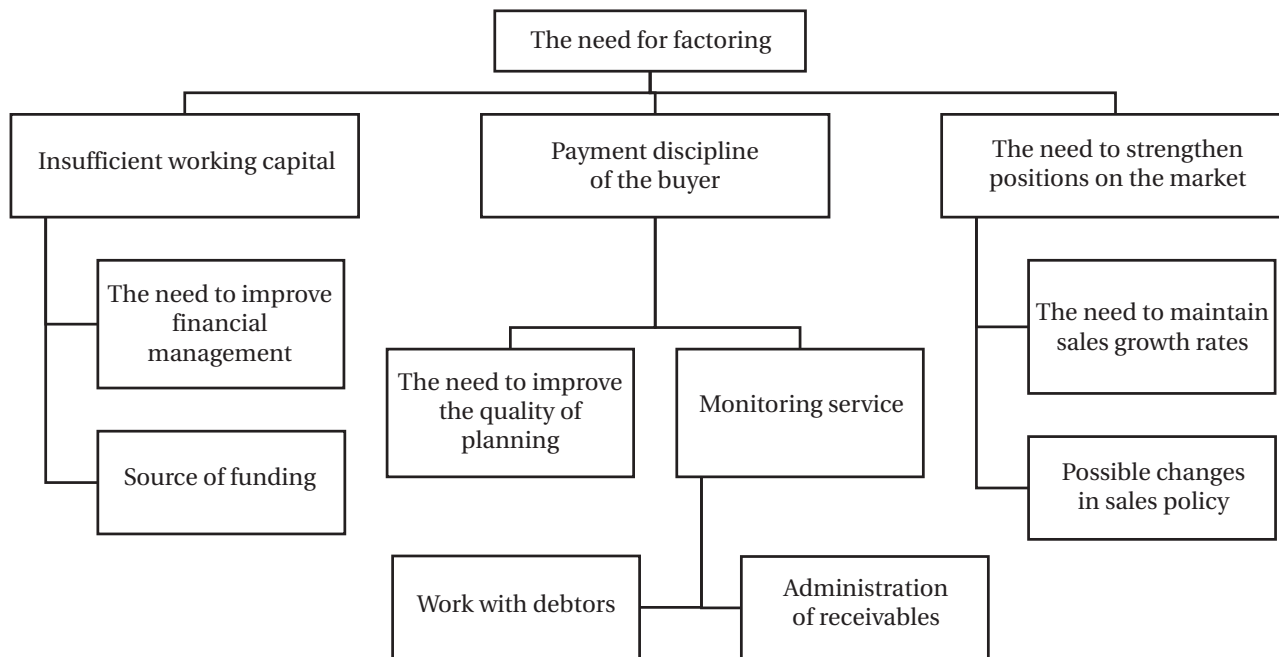 The need for factoring
Insufficient working capital
Payment discipline
of the buyer
The need to strengthen
positions on the market
The need to improve
financial
management
The need to maintain
sales growth rates
The need to improve
the quality of
planning
Monitoring service
Source of funding
Possible changes
in sales policy
Work with debtors
Administration
of receivables